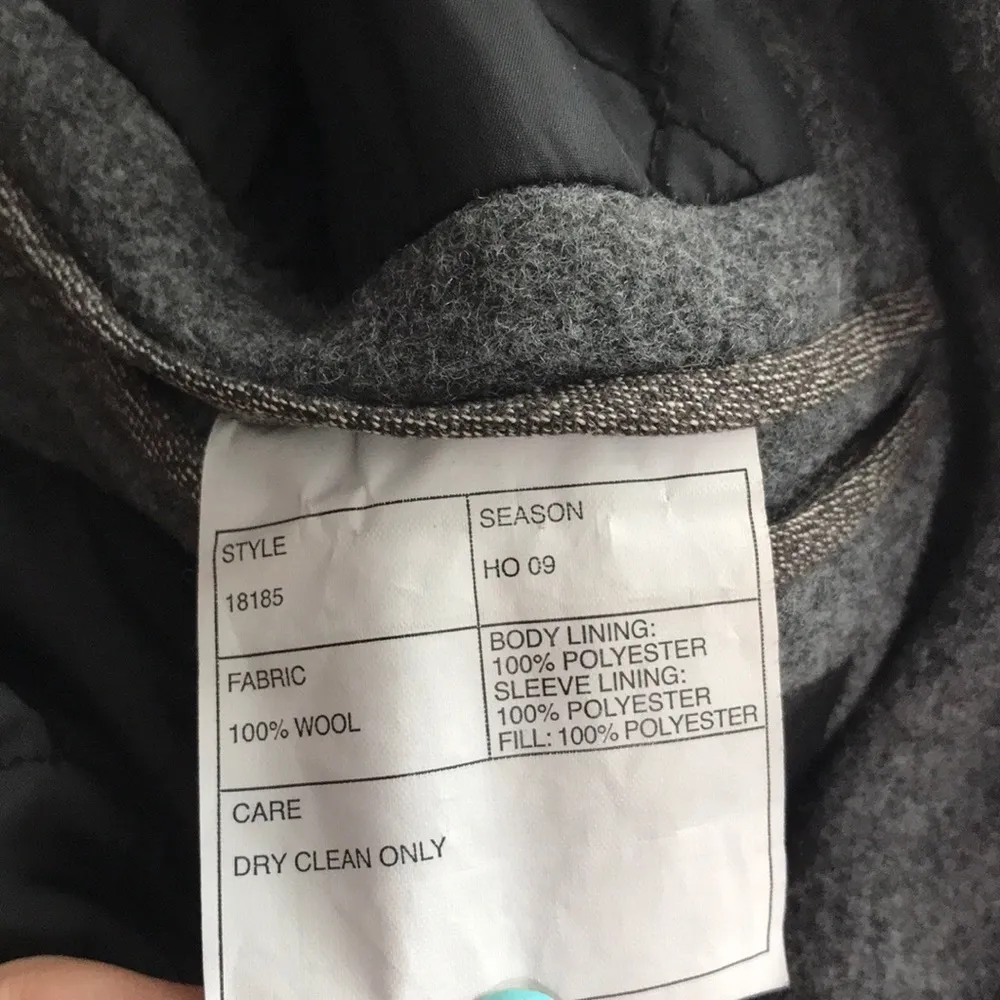 STYLE
18185
SEASON
HO 09
FABRIC
100% WOOL
BODY LINING:
100% POLYESTER
SLEEVE LINING:
100% POLYESTER
FILL: 100% POLYESTER
CARE
DRY CLEAN ONLY